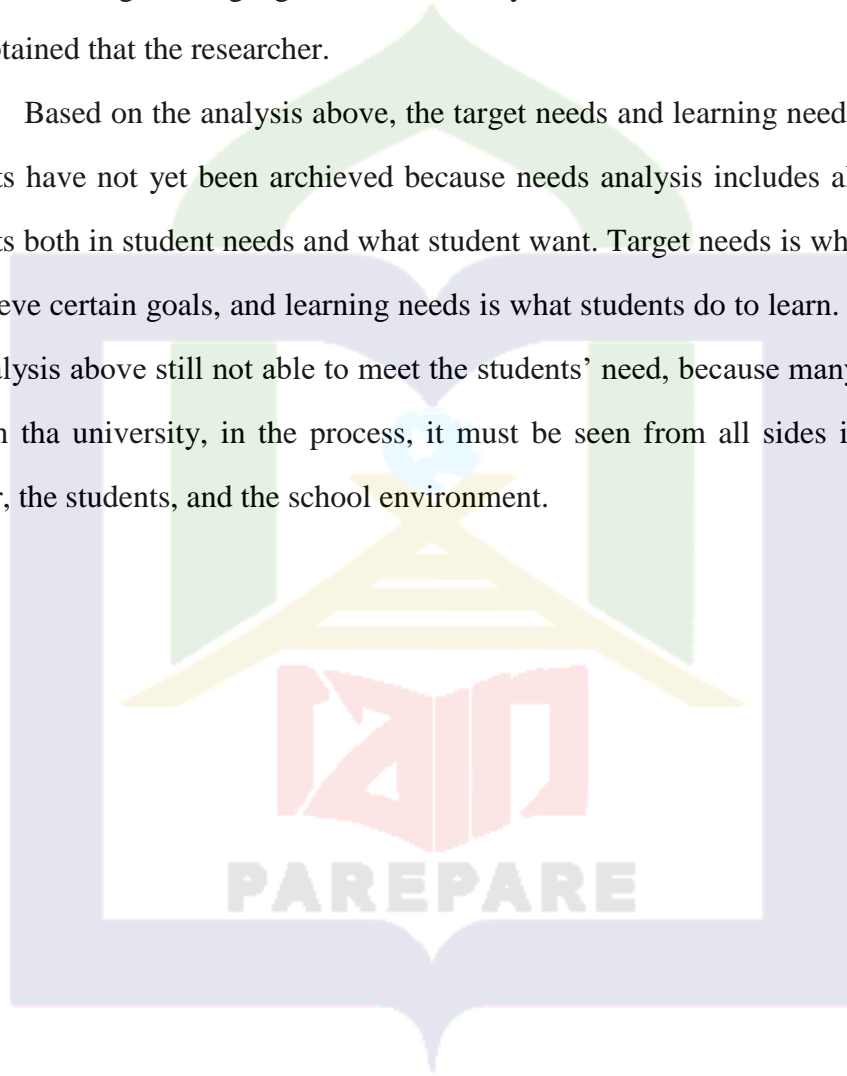 obtained that the researcher.
Based on the analysis above, the target needs and learning need
ts have not yet been archieved because needs analysis includes al
ts both in student needs and what student want. Target needs is wh
ieve certain goals, and learning needs is what students do to learn.
alysis above still not able to meet the students’ need, because many
n tha university, in the process, it must be seen from all sides i
r, the students, and the school environment.
iain
PAREPARE